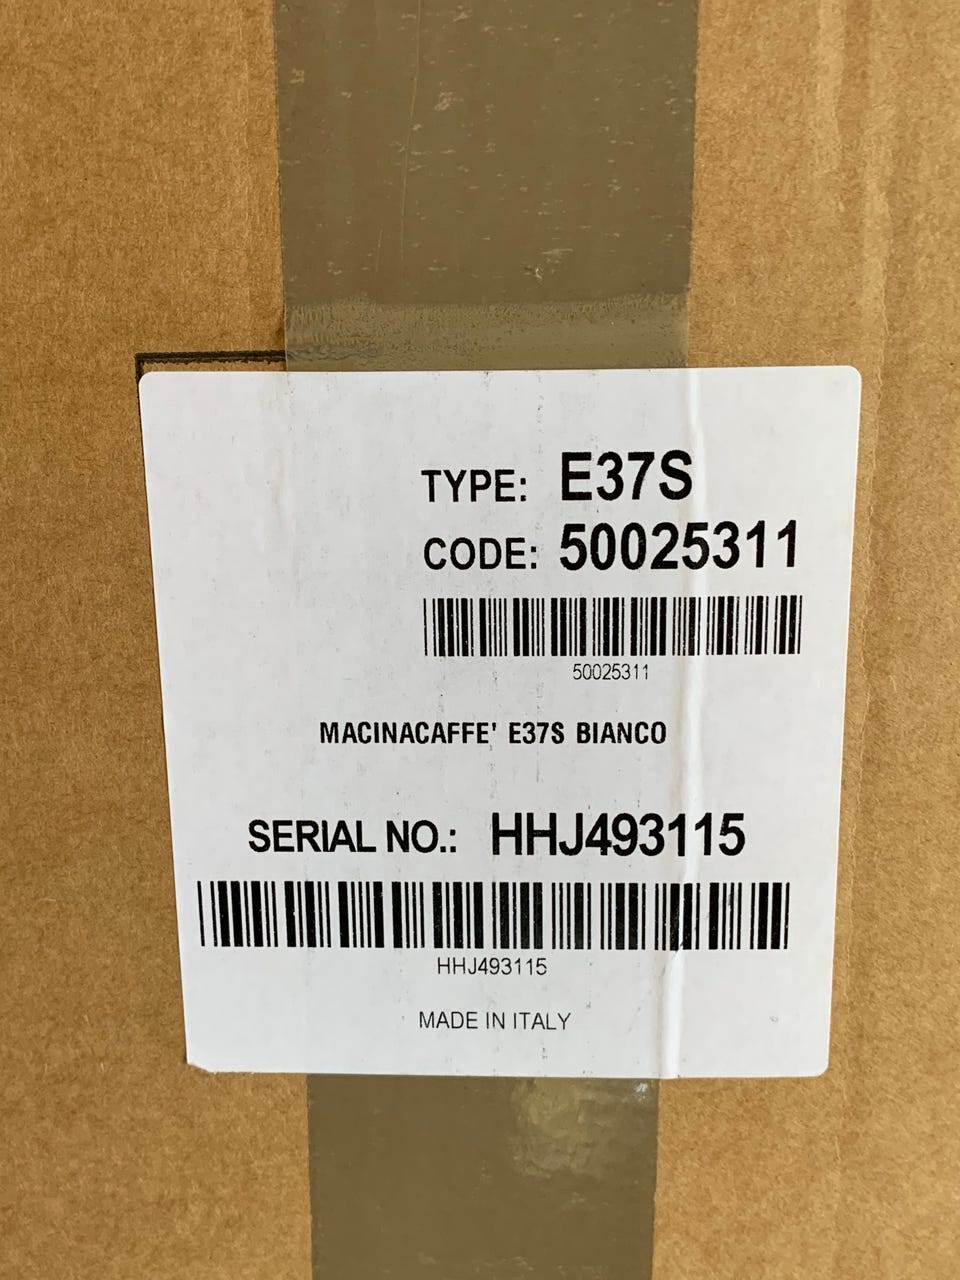 TYPE: E37S
CODE: 50025311
50025311
MACINACAFFE' E37S BIANCO
SERIAL NO.: HHJ493115
HHJ493115
MADE IN ITALY